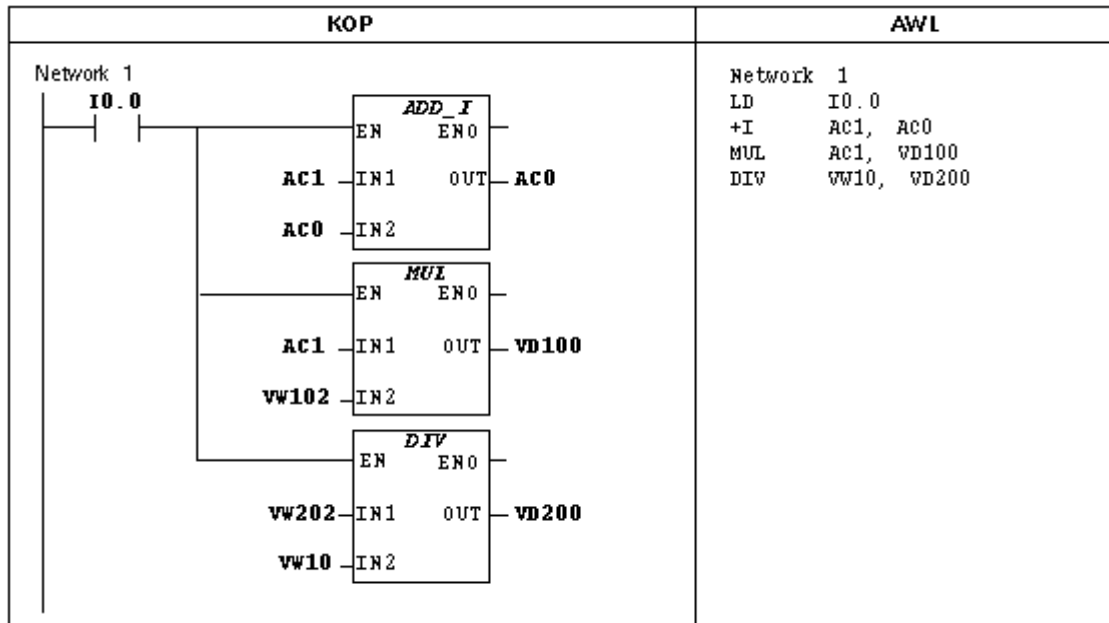 KOP
AWL
Network 1
I0.0
ADD_I
EN ENO
AC1 IN1 OUT AC0
AC0 IN2
MUL
EN ENO
AC1 IN1 OUT VD100
VW102 IN2
DIV
EN ENO
VW202 IN1 OUT VD200
VW10 IN2
Network 1
LD I0.0
+I AC1, AC0
MUL AC1, VD100
DIV VW10, VD200